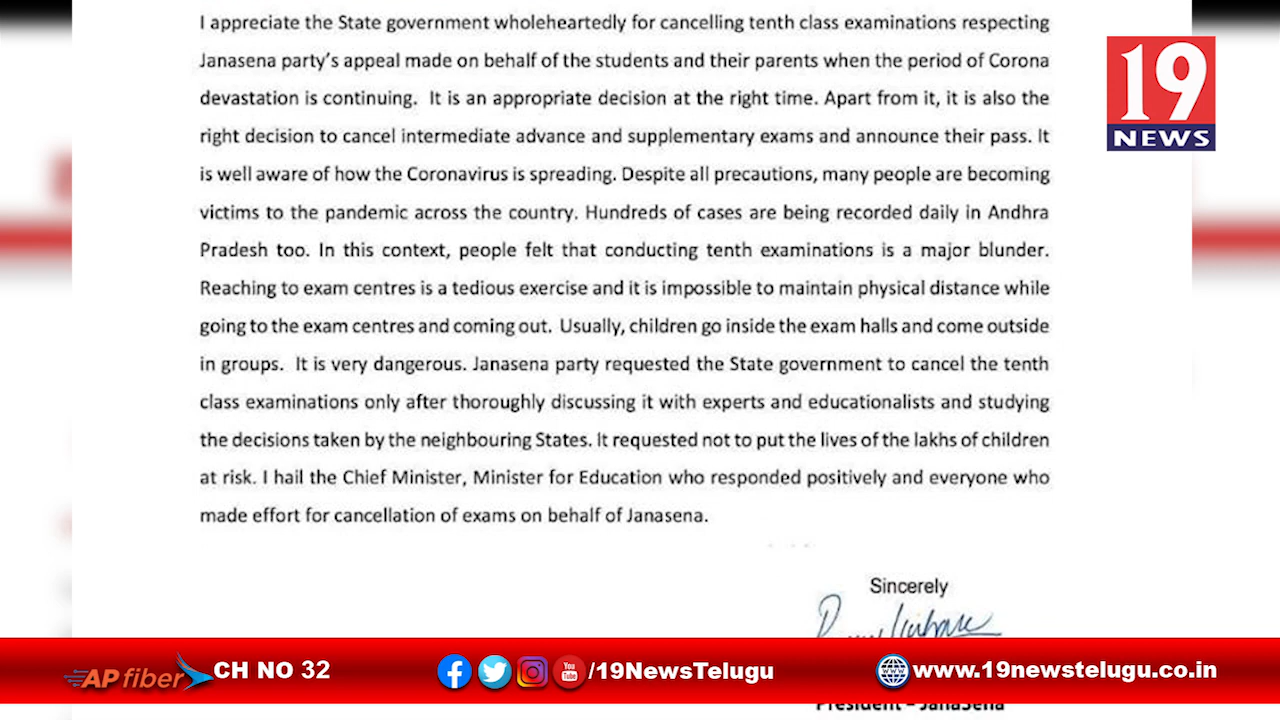 I appreciate the State government wholeheartedly for cancelling tenth class examinations respecting
Janasena party's appeal made on behalf of the students and their parents when the period of Corona
devastation is continuing.  It is an appropriate decision at the right time. Apart from it, it is also the
right decision to cancel intermediate advance and supplementary exams and announce their pass. It
is well aware of how the Coronavirus is spreading. Despite all precautions, many people are becoming
victims to the pandemic across the country. Hundreds of cases are being recorded daily in Andhra
Pradesh too. In this context, people felt that conducting tenth examinations is a major blunder.
Reaching to exam centres is a tedious exercise and it is impossible to maintain physical distance while
going to the exam centres and coming out.  Usually, children go inside the exam halls and come outside
in groups.  It is very dangerous. Janasena party requested the State government to cancel the tenth
class examinations only after thoroughly discussing it with experts and educationalists and studying
the decisions taken by the neighbouring States. It requested not to put the lives of the lakhs of children
at risk. I hail the Chief Minister, Minister for Education who responded positively and everyone who
made effort for cancellation of exams on behalf of Janasena.
Sincerely
President - JanaSena
19
NEWS
AP fiber CH NO 32
You Tube /19NewsTelugu
www.19newstelugu.co.in